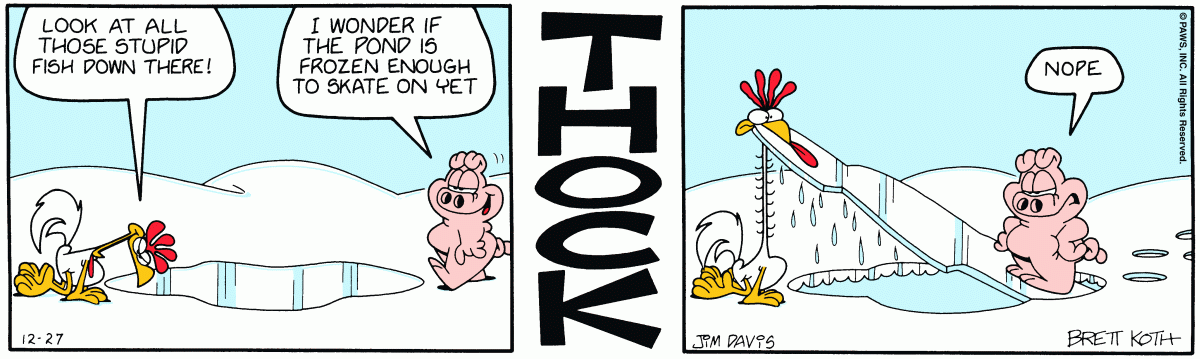 LOOK AT ALL
THOSE STUPID
FISH DOWN THERE!
I WONDER IF
THE POND IS
FROZEN ENOUGH
TO SKATE ON YET
12-27
THOCK
NOPE
© PAWS, INC. All Rights Reserved.
JIM DAVIS
BRETT KOTH